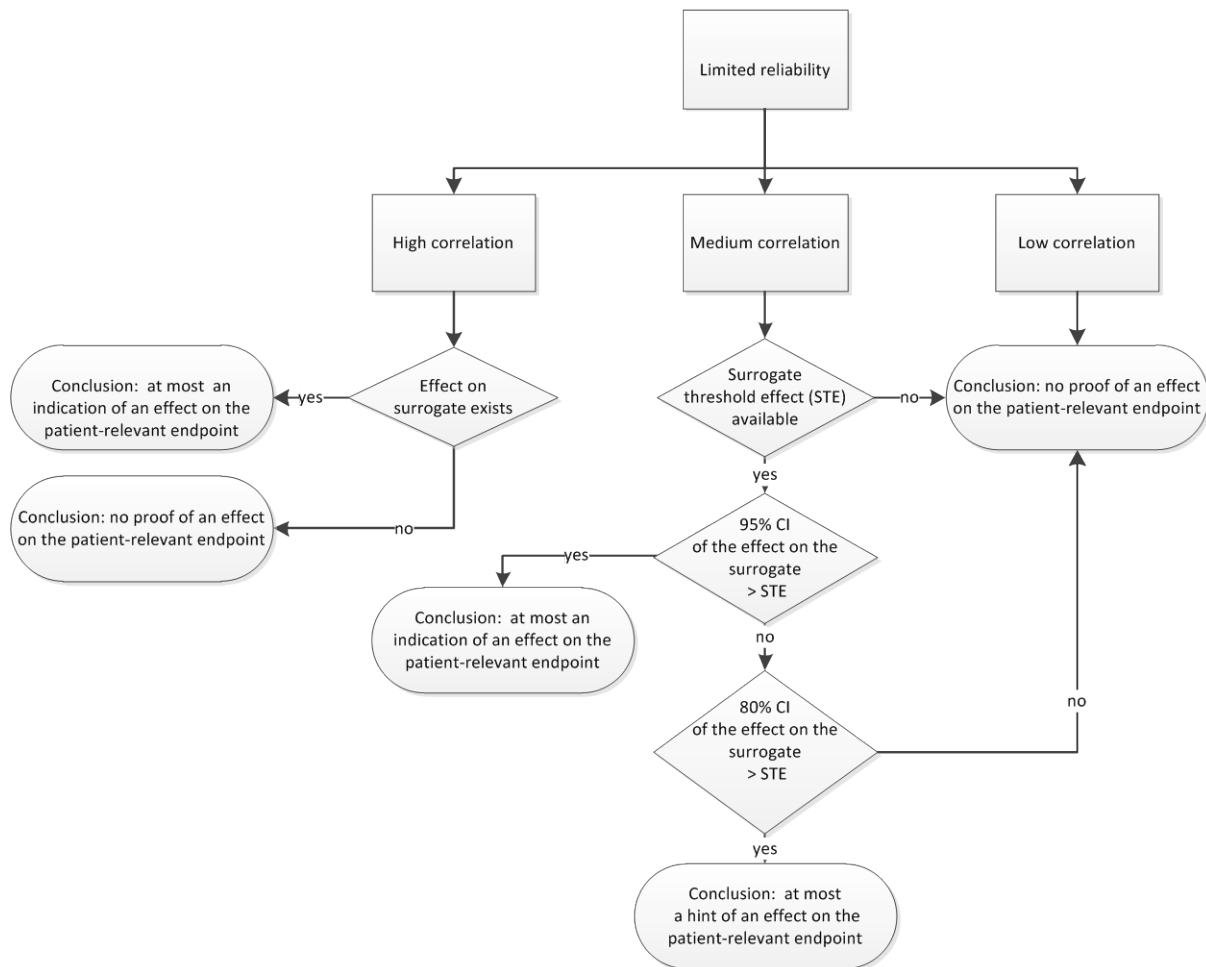 Limited reliability
High correlation
Medium correlation
Low correlation
Conclusion: at most an
indication of an effect on the
patient-relevant endpoint
yes
Effect on
surrogate exists
Surrogate
threshold effect (STE)
available
no
Conclusion: no proof of an effect
on the patient-relevant endpoint
Conclusion: no proof of an effect
on the patient-relevant endpoint
no
yes
95% CI
of the effect on the
surrogate
> STE
yes
Conclusion: at most an
indication of an effect on the
patient-relevant endpoint
no
80% CI
of the effect on the
surrogate
> STE
no
yes
Conclusion: at most
a hint of an effect on the
patient-relevant endpoint